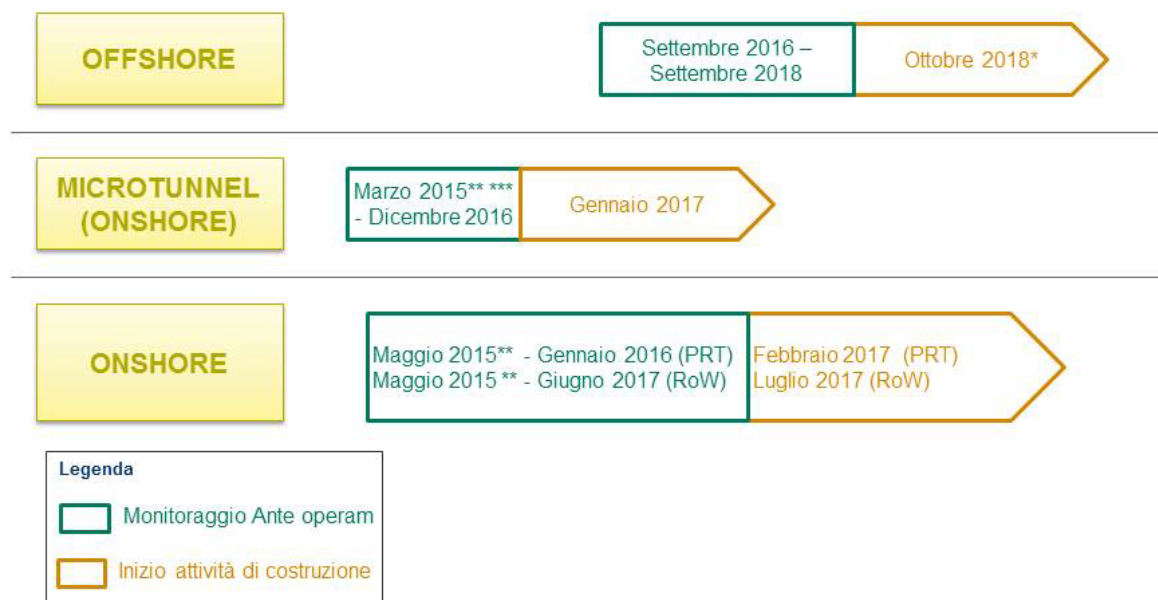 OFFSHORE
Settembre 2016 –
Settembre 2018
Ottobre 2018*
MICROTUNNEL
(ONSHORE)
Marzo 2015** ***
- Dicembre 2016
Gennaio 2017
ONSHORE
Maggio 2015** - Gennaio 2016 (PRT)
Maggio 2015 ** - Giugno 2017 (RoW)
Febbraio 2017 (PRT)
Luglio 2017 (RoW)
Legenda
Monitoraggio Ante operam
Inizio attività di costruzione